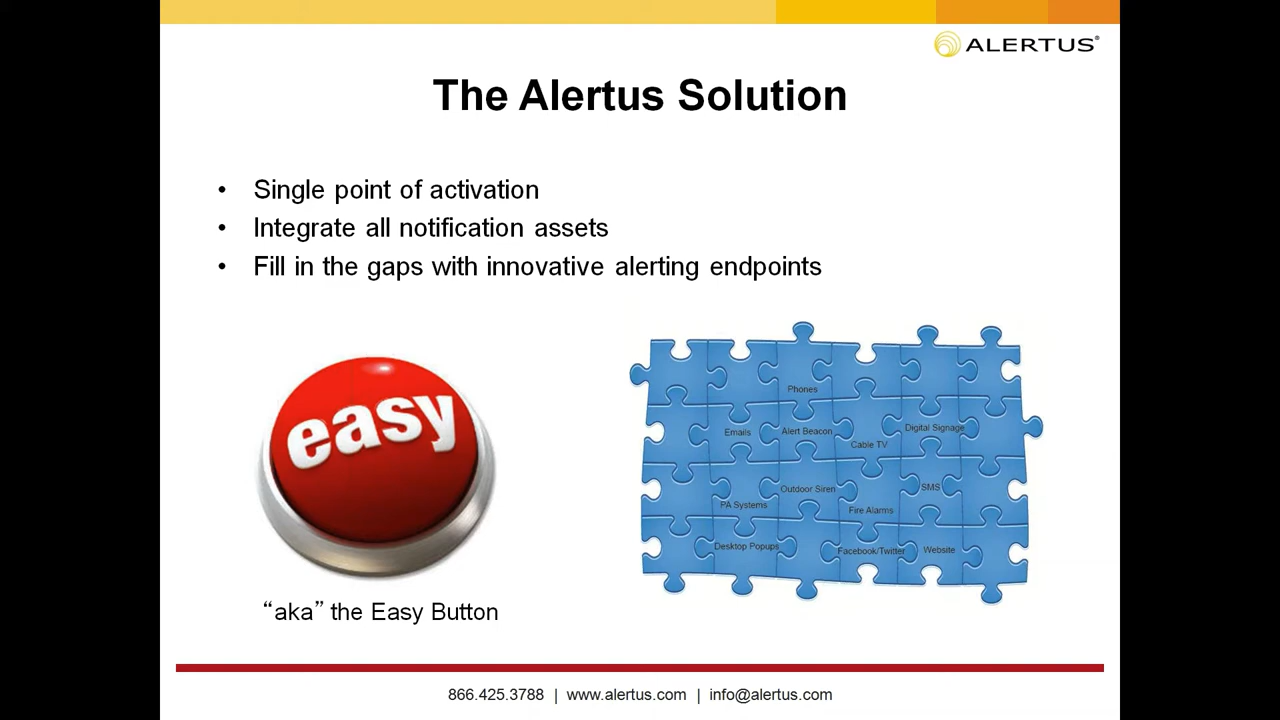 ALERTUS®
The Alertus Solution
• Single point of activation
• Integrate all notification assets
• Fill in the gaps with innovative alerting endpoints
easy
“aka” the Easy Button
Phones
Emails
Alert Beacon
Cable TV
Digital Signage
PA Systems
Outdoor Siren
Fire Alarms
SMS
Desktop Popups
Facebook/Twitter
Website
866.425.3788 | www.alertus.com | info@alertus.com